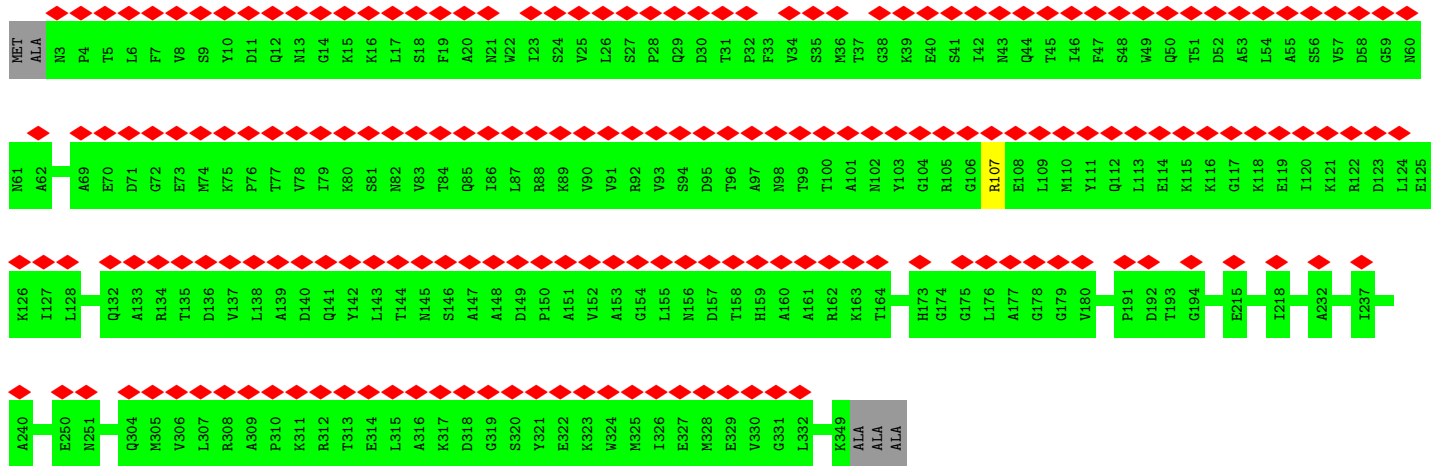 MET ALA N3 P4 T5 L6 F7 V8 S9 Y10 D11 Q12 N13 G14 K15 K16 L17 S18 F19 A20 N21 W22 I23 S24 V25 L26 S27 P28 Q29 D30 T31 P32 F33 V34 S35 M36 T37 G38 K39 E40 S41 I42 N43 Q44 T45 I46 F47 S48 W49 Q50 T51 D52 A53 L54 A55 S56 V57 D58 G59 N60
N61 A62 A69 E70 D71 G72 E73 M74 K75 P76 T77 V78 I79 K80 S81 N82 V83 T84 Q85 I86 L87 R88 K89 V90 V91 R92 V93 S94 D95 T96 A97 N98 T99 T100 A101 N102 Y103 G104 R105 G106 R107 E108 L109 M110 Y111 Q112 L113 E114 K115 K116 G117 K118 E119 I120 K121 R122 D123 L124 E125
K126 I127 L128 Q132 A133 R134 T135 D136 V137 L138 A139 D140 Q141 Y142 L143 T144 N145 S146 A147 A148 D149 P150 A151 V152 A153 G154 L155 N156 D157 T158 H159 A160 A161 R162 K163 T164 H173 G174 G175 L176 A177 G178 G179 V180 P191 D192 T193 G194 E215 I218 A232 I237
A240 E250 N251 Q304 M305 V306 L307 R308 A309 P310 K311 R312 T313 E314 L315 A316 K317 D318 G319 S320 Y321 E322 K323 W324 M325 I326 E327 M328 E329 V330 G331 L332 K349 ALA ALA ALA